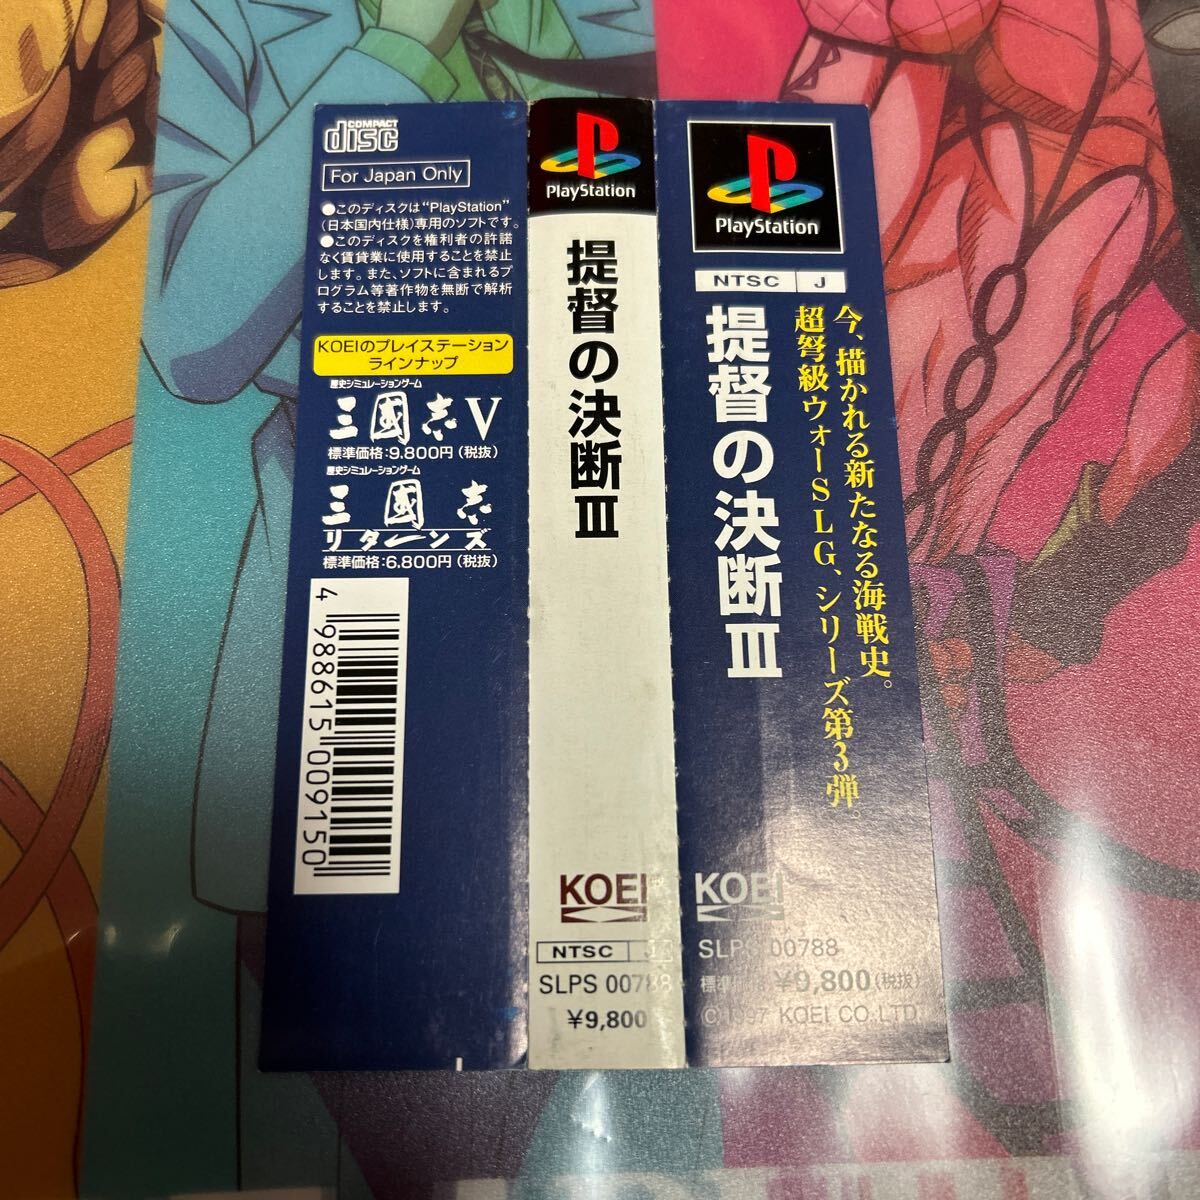 COMPACT
disc
For Japan Only
●このディスクは“PlayStation”
(日本国内仕様)専用のソフトです。
●このディスクを権利者の許諾
なく賃貸業に使用することを禁止
します。また、ソフトに含まれるプ
ログラム等著作物を無断で解析
することを禁止します。
KOEIのプレイステーション
ラインナップ
歴史シミュレーションゲーム
三國志V
標準価格:9,800円(税抜)
歴史シミュレーションゲーム
三國志
リターンズ
標準価格:6,800円(税抜)
4 988615 009150
PlayStation
提督の決断III
KOEI
NTSC J
SLPS 00788
¥9,800
PlayStation
NTSC J
提督の決断III
今、描かれる新たなる海戦史。
超弩級ウォーSLG、シリーズ第3弾。
KOEI
SLPS 00788
標準価格 ¥9,800(税抜)
© 1997 KOEI CO.,LTD.